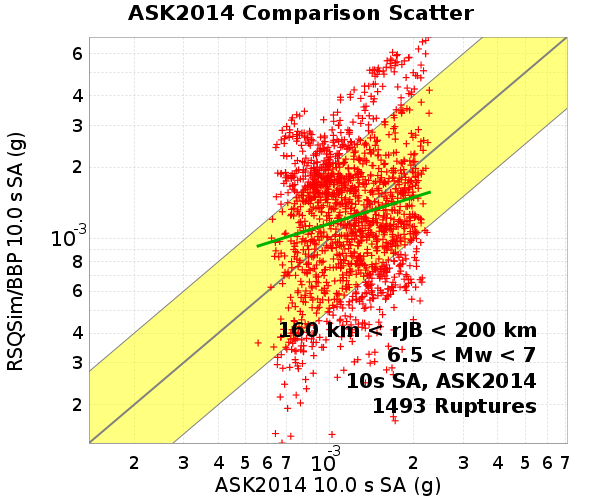 ASK2014 Comparison Scatter
RSQSim/BBP 10.0 s SA (g)
6
4
3
2
10-3
8
6
4
3
2
160 km < rJB < 200 km
6.5 < Mw < 7
10s SA, ASK2014
1493 Ruptures
2 3 4 5 6 7 10-3 2 3 4 5 6 7
ASK2014 10.0 s SA (g)